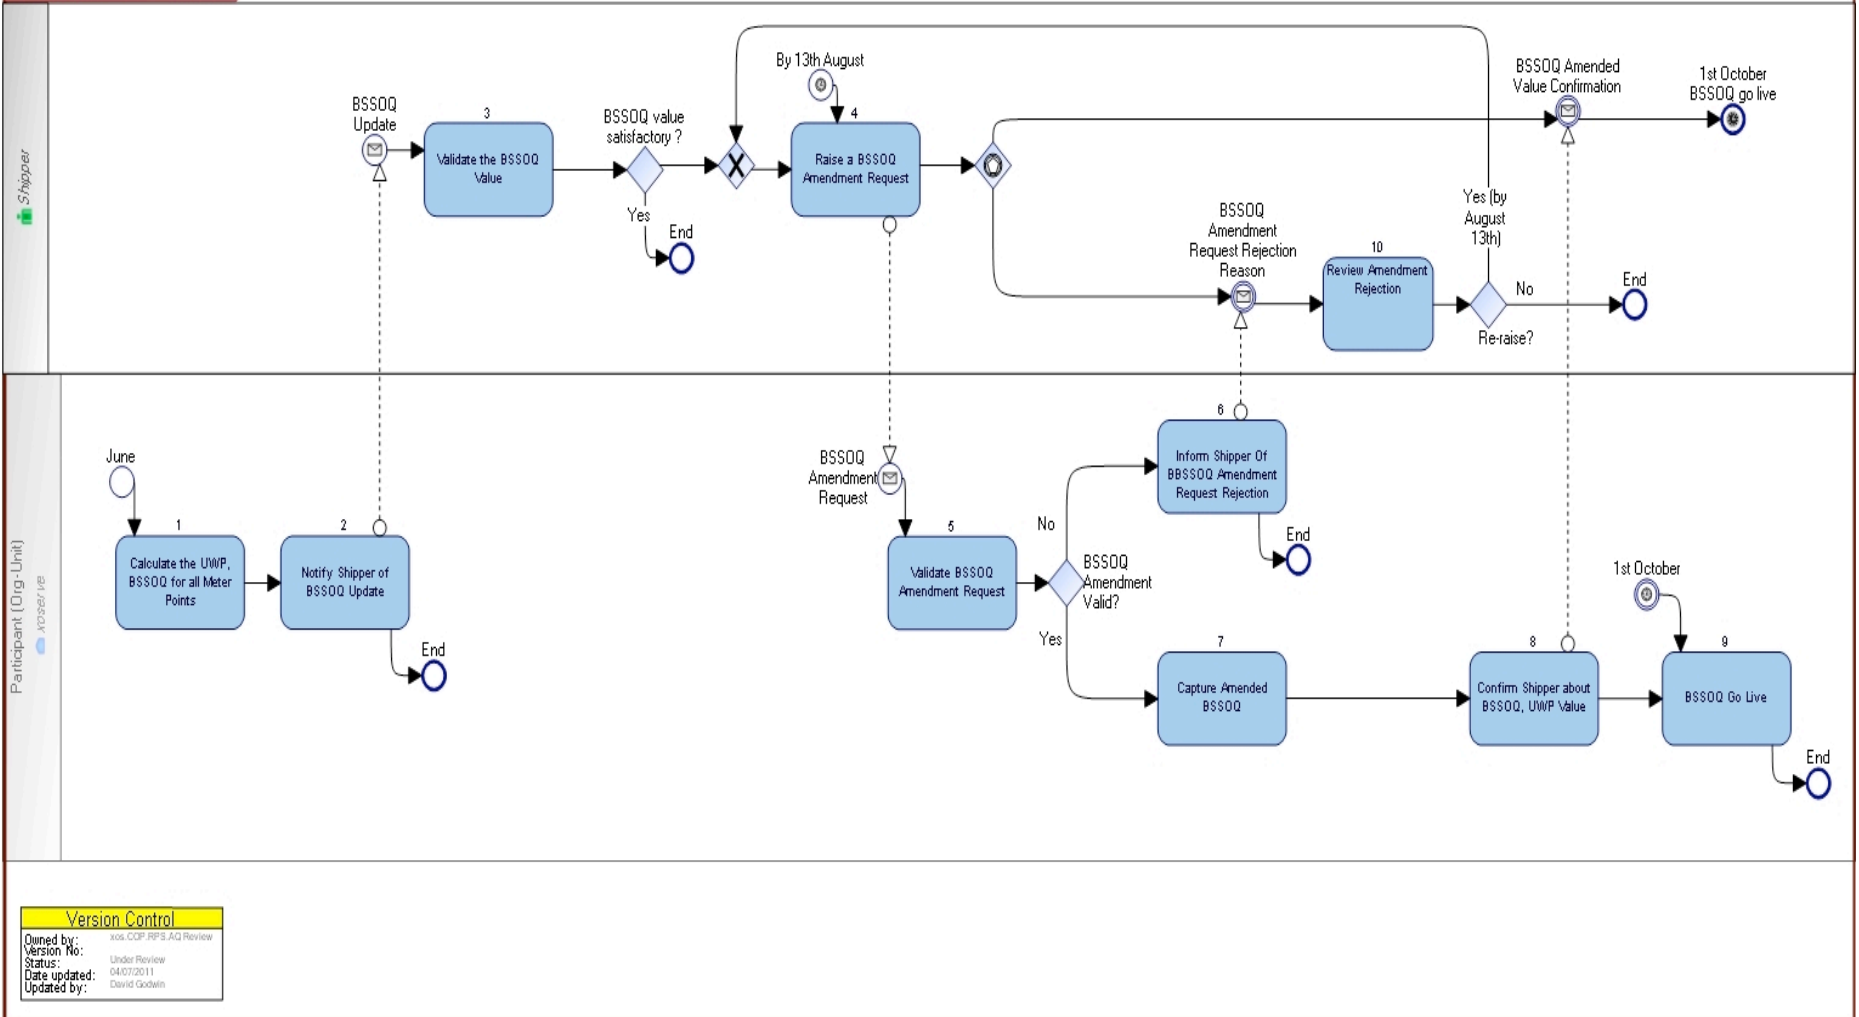 Shipper
BSSOQ
Update
3
Validate the BSSOQ
Value
BSSOQ value
satisfactory ?
Yes
End
By 13th August
4
Raise a BSSOQ
Amendment Request
BSSOQ
Amendment
Request Rejection
Reason
10
Review Amendment
Rejection
Yes (by
August
13th)
No
Re-raise?
End
BSSOQ Amended
Value Confirmation
1st October
BSSOQ go live
Participant (Org-Unit)
xoserve
June
1
Calculate the UWP,
BSSOQ for all Meter
Points
2
Notify Shipper of
BSSOQ Update
End
BSSOQ
Amendment
Request
5
Validate BSSOQ
Amendment Request
No
BSSOQ
Amendment
Valid?
Yes
6
Inform Shipper Of
BBSSOQ Amendment
Request Rejection
End
7
Capture Amended
BSSOQ
8
Confirm Shipper about
BSSOQ, UWP Value
1st October
9
BSSOQ Go Live
End
Version Control
Owned by: xos.COP.RPS.AQ Review
Version No:
Status: Under Review
Date updated: 04/07/2011
Updated by: David Godwin